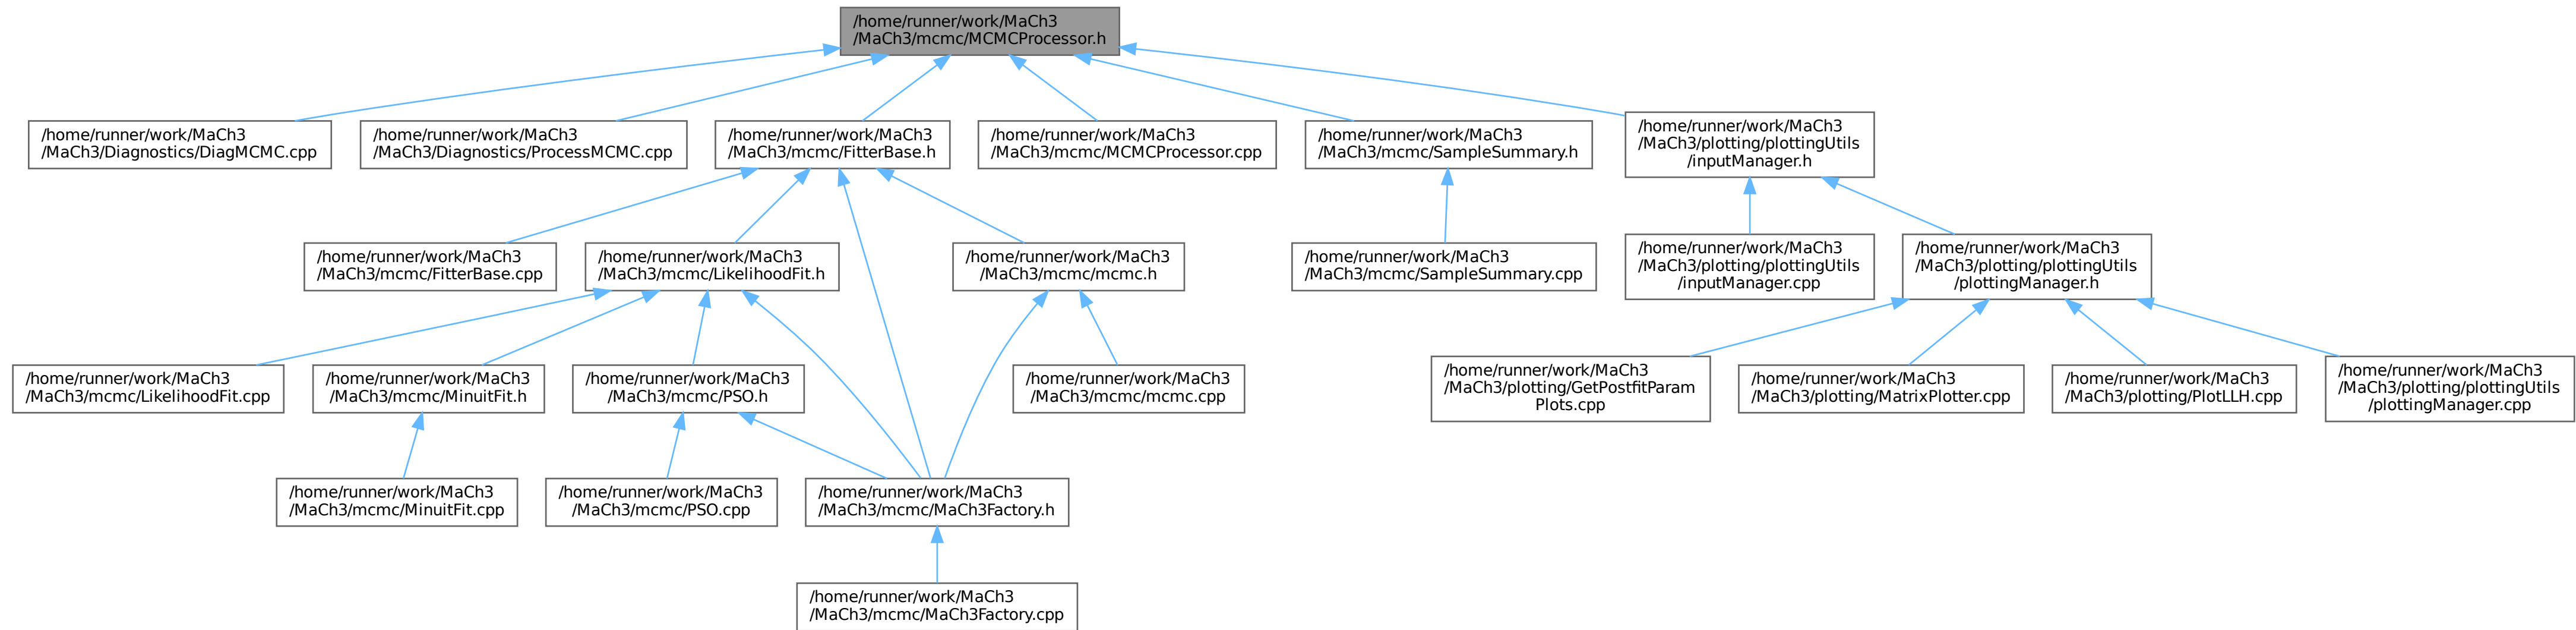 /home/runner/work/MaCh3
/MaCh3/mcmc/MCMCProcessor.h
/home/runner/work/MaCh3
/MaCh3/Diagnostics/DiagMCMC.cpp
/home/runner/work/MaCh3
/MaCh3/Diagnostics/ProcessMCMC.cpp
/home/runner/work/MaCh3
/MaCh3/mcmc/FitterBase.h
/home/runner/work/MaCh3
/MaCh3/mcmc/MCMCProcessor.cpp
/home/runner/work/MaCh3
/MaCh3/mcmc/SampleSummary.h
/home/runner/work/MaCh3
/MaCh3/plotting/plottingUtils
/inputManager.h
/home/runner/work/MaCh3
/MaCh3/mcmc/FitterBase.cpp
/home/runner/work/MaCh3
/MaCh3/mcmc/LikelihoodFit.h
/home/runner/work/MaCh3
/MaCh3/mcmc/mcmc.h
/home/runner/work/MaCh3
/MaCh3/mcmc/SampleSummary.cpp
/home/runner/work/MaCh3
/MaCh3/plotting/plottingUtils
/inputManager.cpp
/home/runner/work/MaCh3
/MaCh3/plotting/plottingUtils
/plottingManager.h
/home/runner/work/MaCh3
/MaCh3/mcmc/LikelihoodFit.cpp
/home/runner/work/MaCh3
/MaCh3/mcmc/MinuitFit.h
/home/runner/work/MaCh3
/MaCh3/mcmc/PSO.h
/home/runner/work/MaCh3
/MaCh3/mcmc/mcmc.cpp
/home/runner/work/MaCh3
/MaCh3/plotting/GetPostfitParam
Plots.cpp
/home/runner/work/MaCh3
/MaCh3/plotting/MatrixPlotter.cpp
/home/runner/work/MaCh3
/MaCh3/plotting/PlotLLH.cpp
/home/runner/work/MaCh3
/MaCh3/plotting/plottingUtils
/plottingManager.cpp
/home/runner/work/MaCh3
/MaCh3/mcmc/MinuitFit.cpp
/home/runner/work/MaCh3
/MaCh3/mcmc/PSO.cpp
/home/runner/work/MaCh3
/MaCh3/mcmc/MaCh3Factory.h
/home/runner/work/MaCh3
/MaCh3/mcmc/MaCh3Factory.cpp